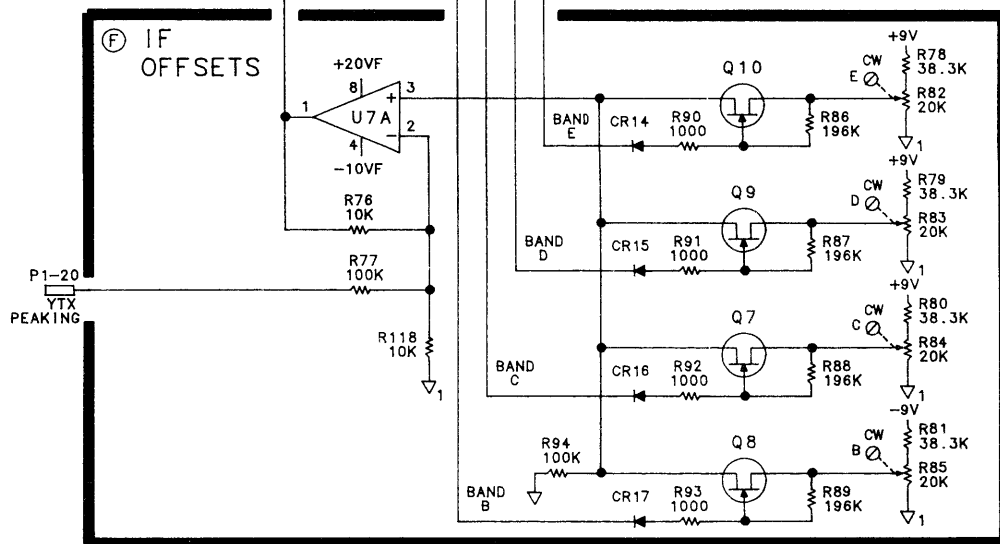 F IF
OFFSETS
+20VF
8
3
+
1
U7A
2
−
4
-10VF
R76
10K
R77
100K
P1-20
YTX
PEAKING
R118
10K
1
BAND
E
CR14
R90
1000
Q10
R86
196K
CW
E
+9V
R78
38.3K
R82
20K
1
BAND
D
CR15
R91
1000
Q9
R87
196K
CW
D
+9V
R79
38.3K
R83
20K
1
BAND
C
CR16
R92
1000
Q7
R88
196K
CW
C
+9V
R80
38.3K
R84
20K
1
R94
100K
BAND
B
CR17
R93
1000
Q8
R89
196K
CW
B
-9V
R81
38.3K
R85
20K
1